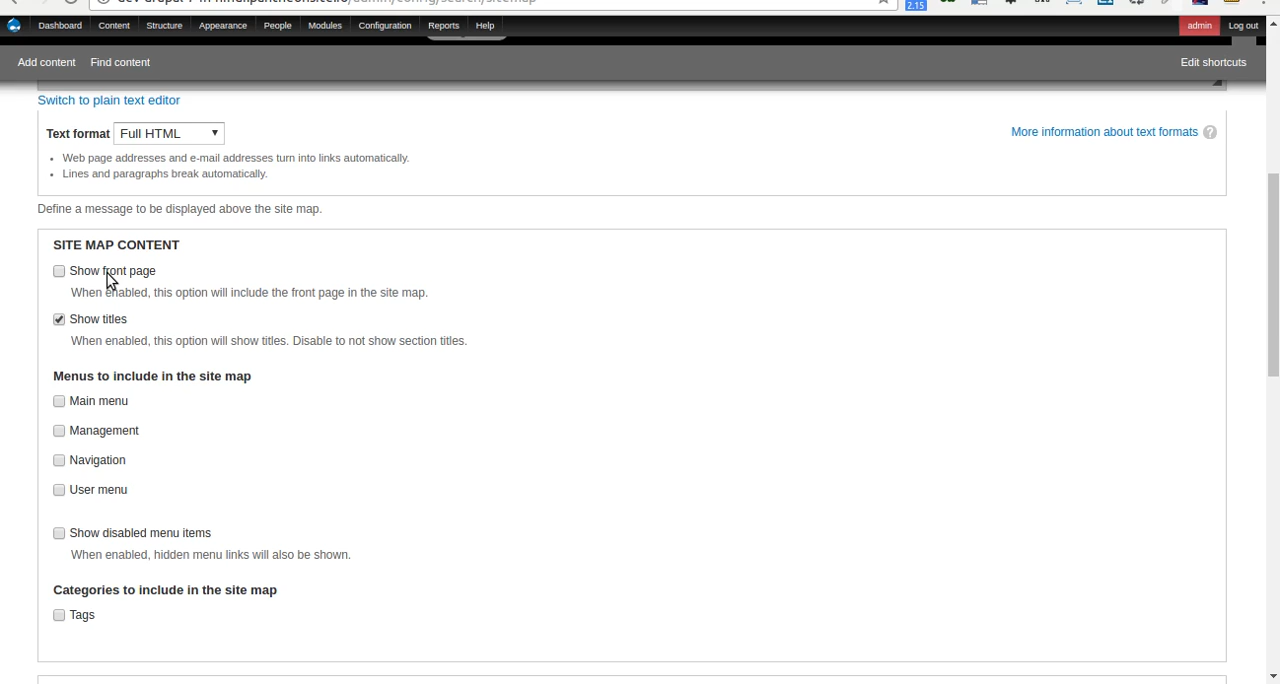 2.15
Dashboard Content Structure Appearance People Modules Configuration Reports Help admin Log out
Add content Find content Edit shortcuts
Switch to plain text editor
Text format Full HTML More information about text formats ?
Web page addresses and e-mail addresses turn into links automatically.
Lines and paragraphs break automatically.
Define a message to be displayed above the site map.
SITE MAP CONTENT
Show front page
When enabled, this option will include the front page in the site map.
Show titles
When enabled, this option will show titles. Disable to not show section titles.
Menus to include in the site map
Main menu
Management
Navigation
User menu
Show disabled menu items
When enabled, hidden menu links will also be shown.
Categories to include in the site map
Tags